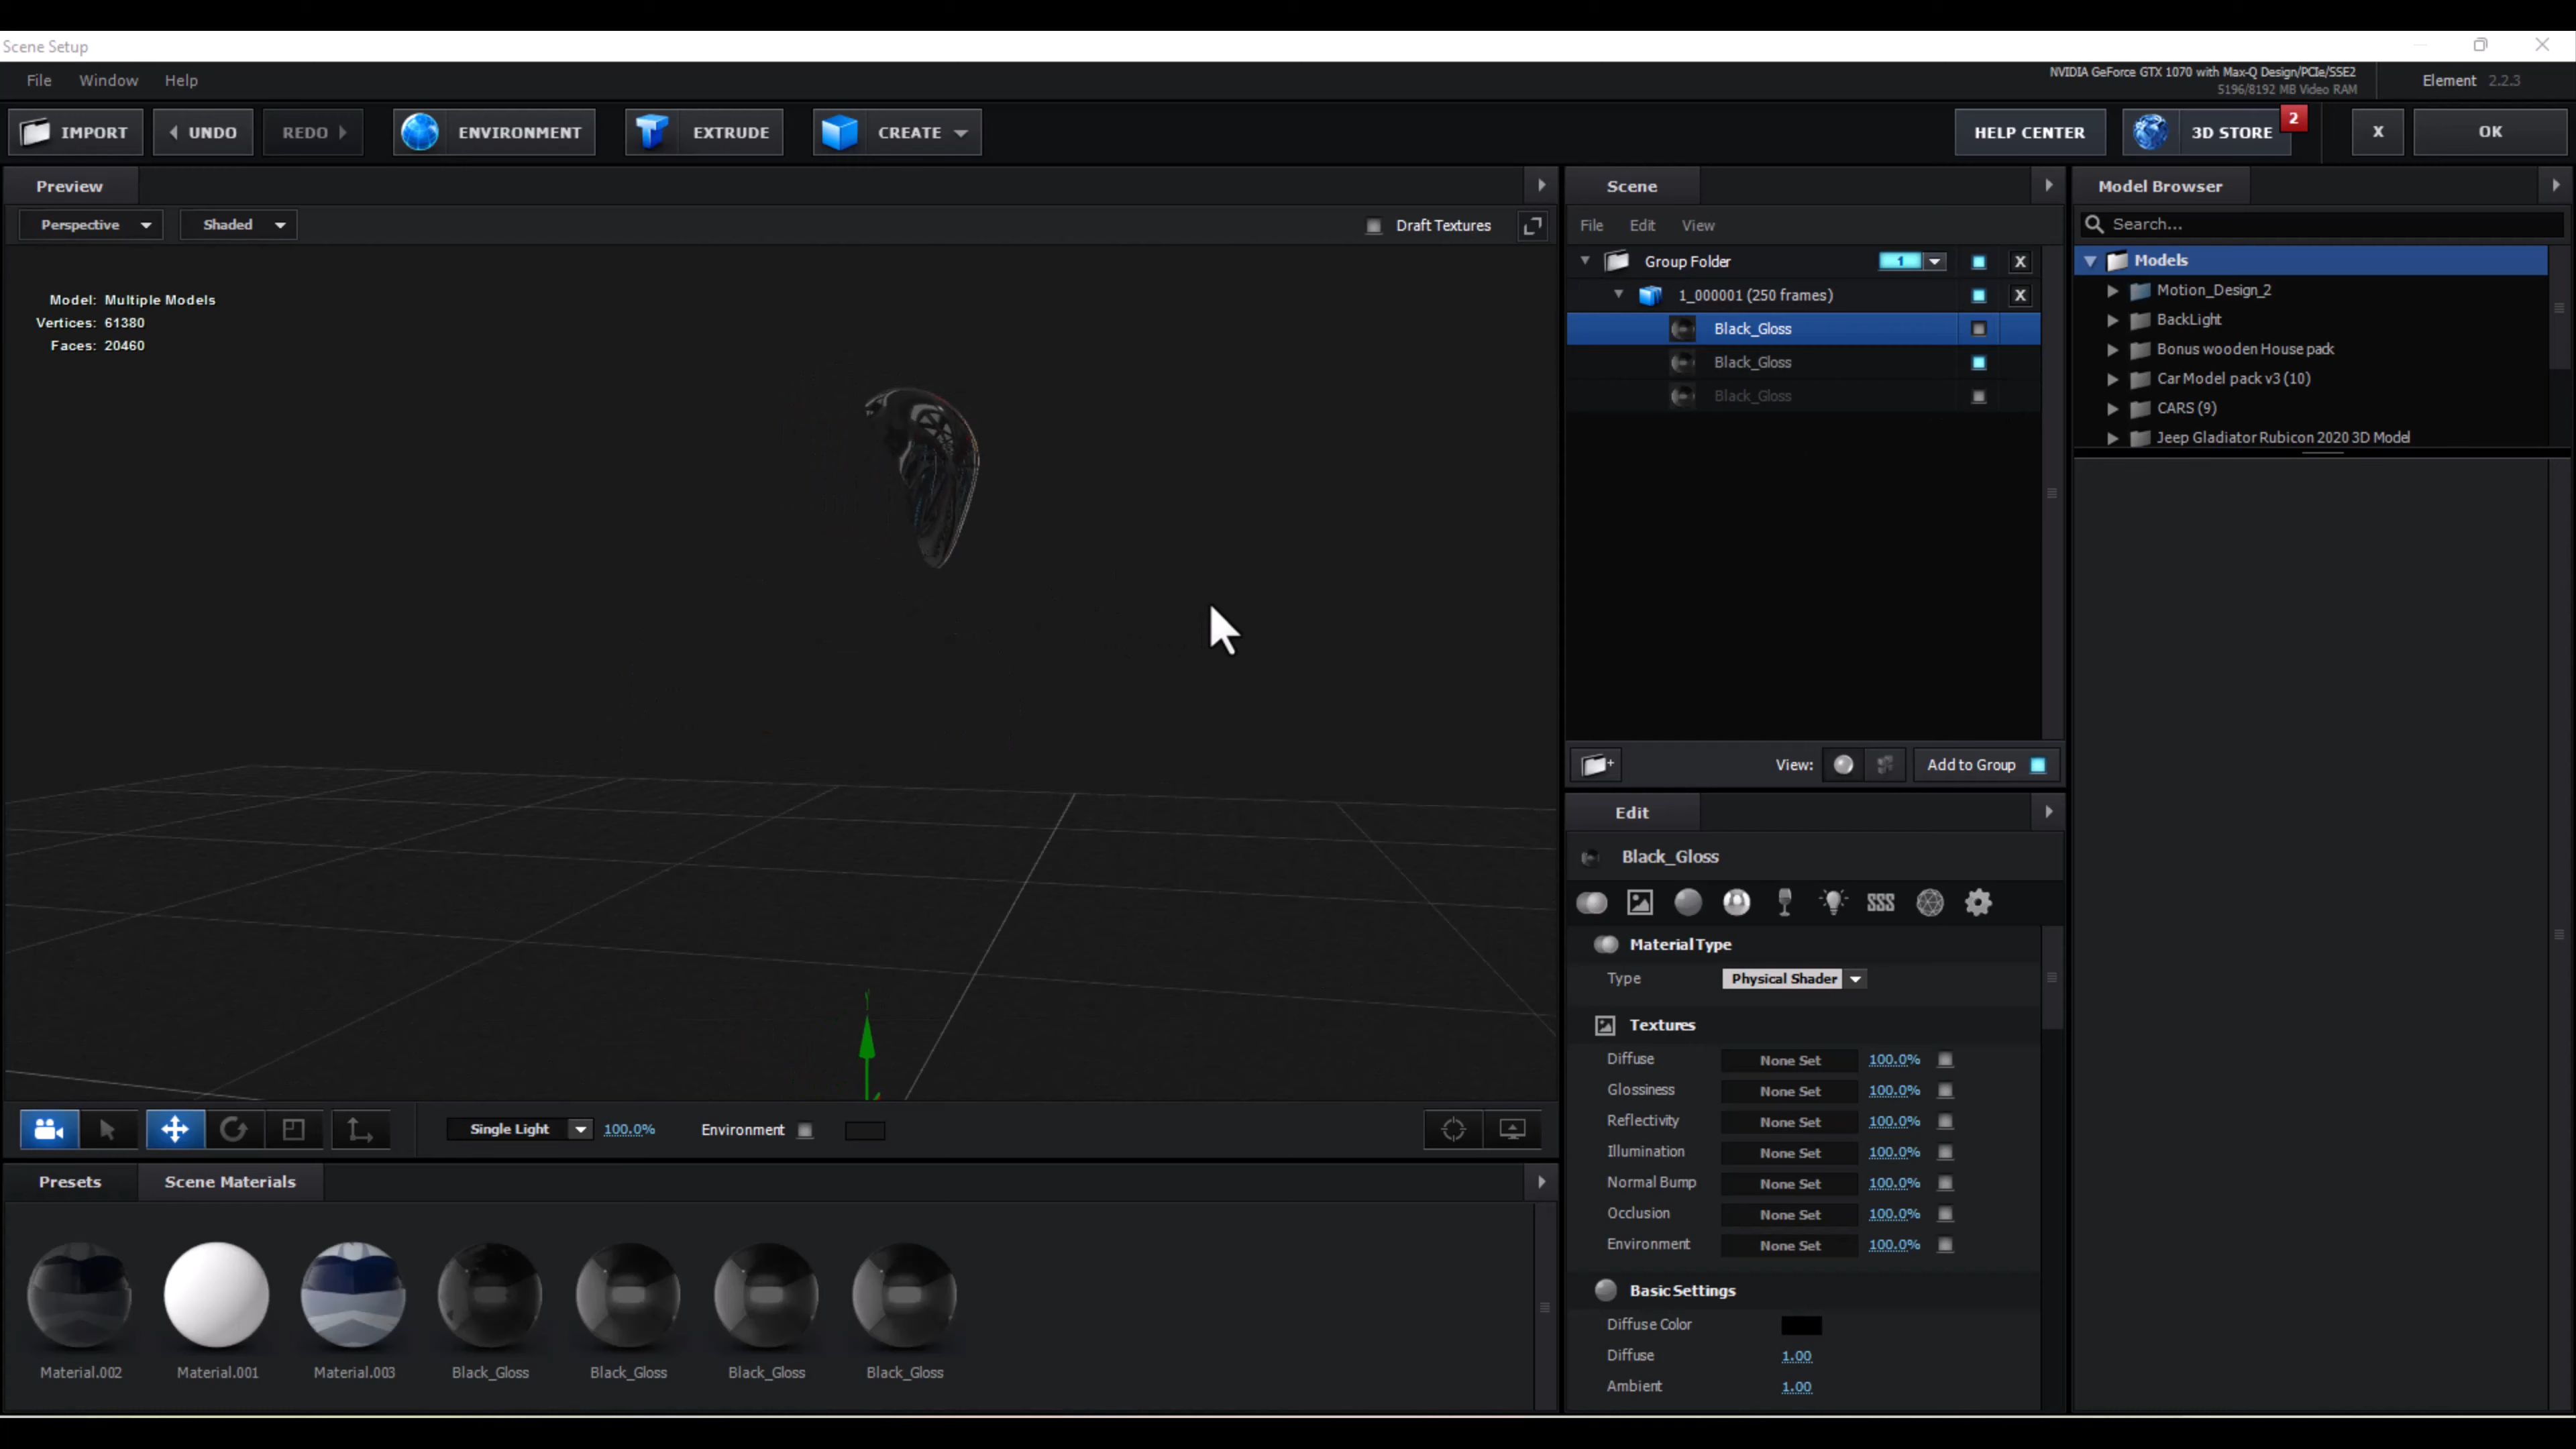 Scene Setup
File Window Help
NVIDIA GeForce GTX 1070 with Max-Q Design/PCIe/SSE2
5196/8192 MB Video RAM
Element 2.2.3
IMPORT UNDO REDO ENVIRONMENT EXTRUDE CREATE HELP CENTER 3D STORE 2 X OK
Preview
Perspective Shaded Draft Textures
Model: Multiple Models
Vertices: 61380
Faces: 20460
Single Light 100.0% Environment
Presets Scene Materials
Material.002 Material.001 Material.003 Black_Gloss Black_Gloss Black_Gloss Black_Gloss
Scene
File Edit View
Group Folder 1 X
1_000001 (250 frames) X
Black_Gloss
Black_Gloss
Black_Gloss
View: Add to Group
Edit
Black_Gloss
SSS
Material Type
Type Physical Shader
Textures
Diffuse None Set 100.0%
Glossiness None Set 100.0%
Reflectivity None Set 100.0%
Illumination None Set 100.0%
Normal Bump None Set 100.0%
Occlusion None Set 100.0%
Environment None Set 100.0%
Basic Settings
Diffuse Color
Diffuse 1.00
Ambient 1.00
Model Browser
Search...
Models
Motion_Design_2
BackLight
Bonus wooden House pack
Car Model pack v3 (10)
CARS (9)
Jeep Gladiator Rubicon 2020 3D Model